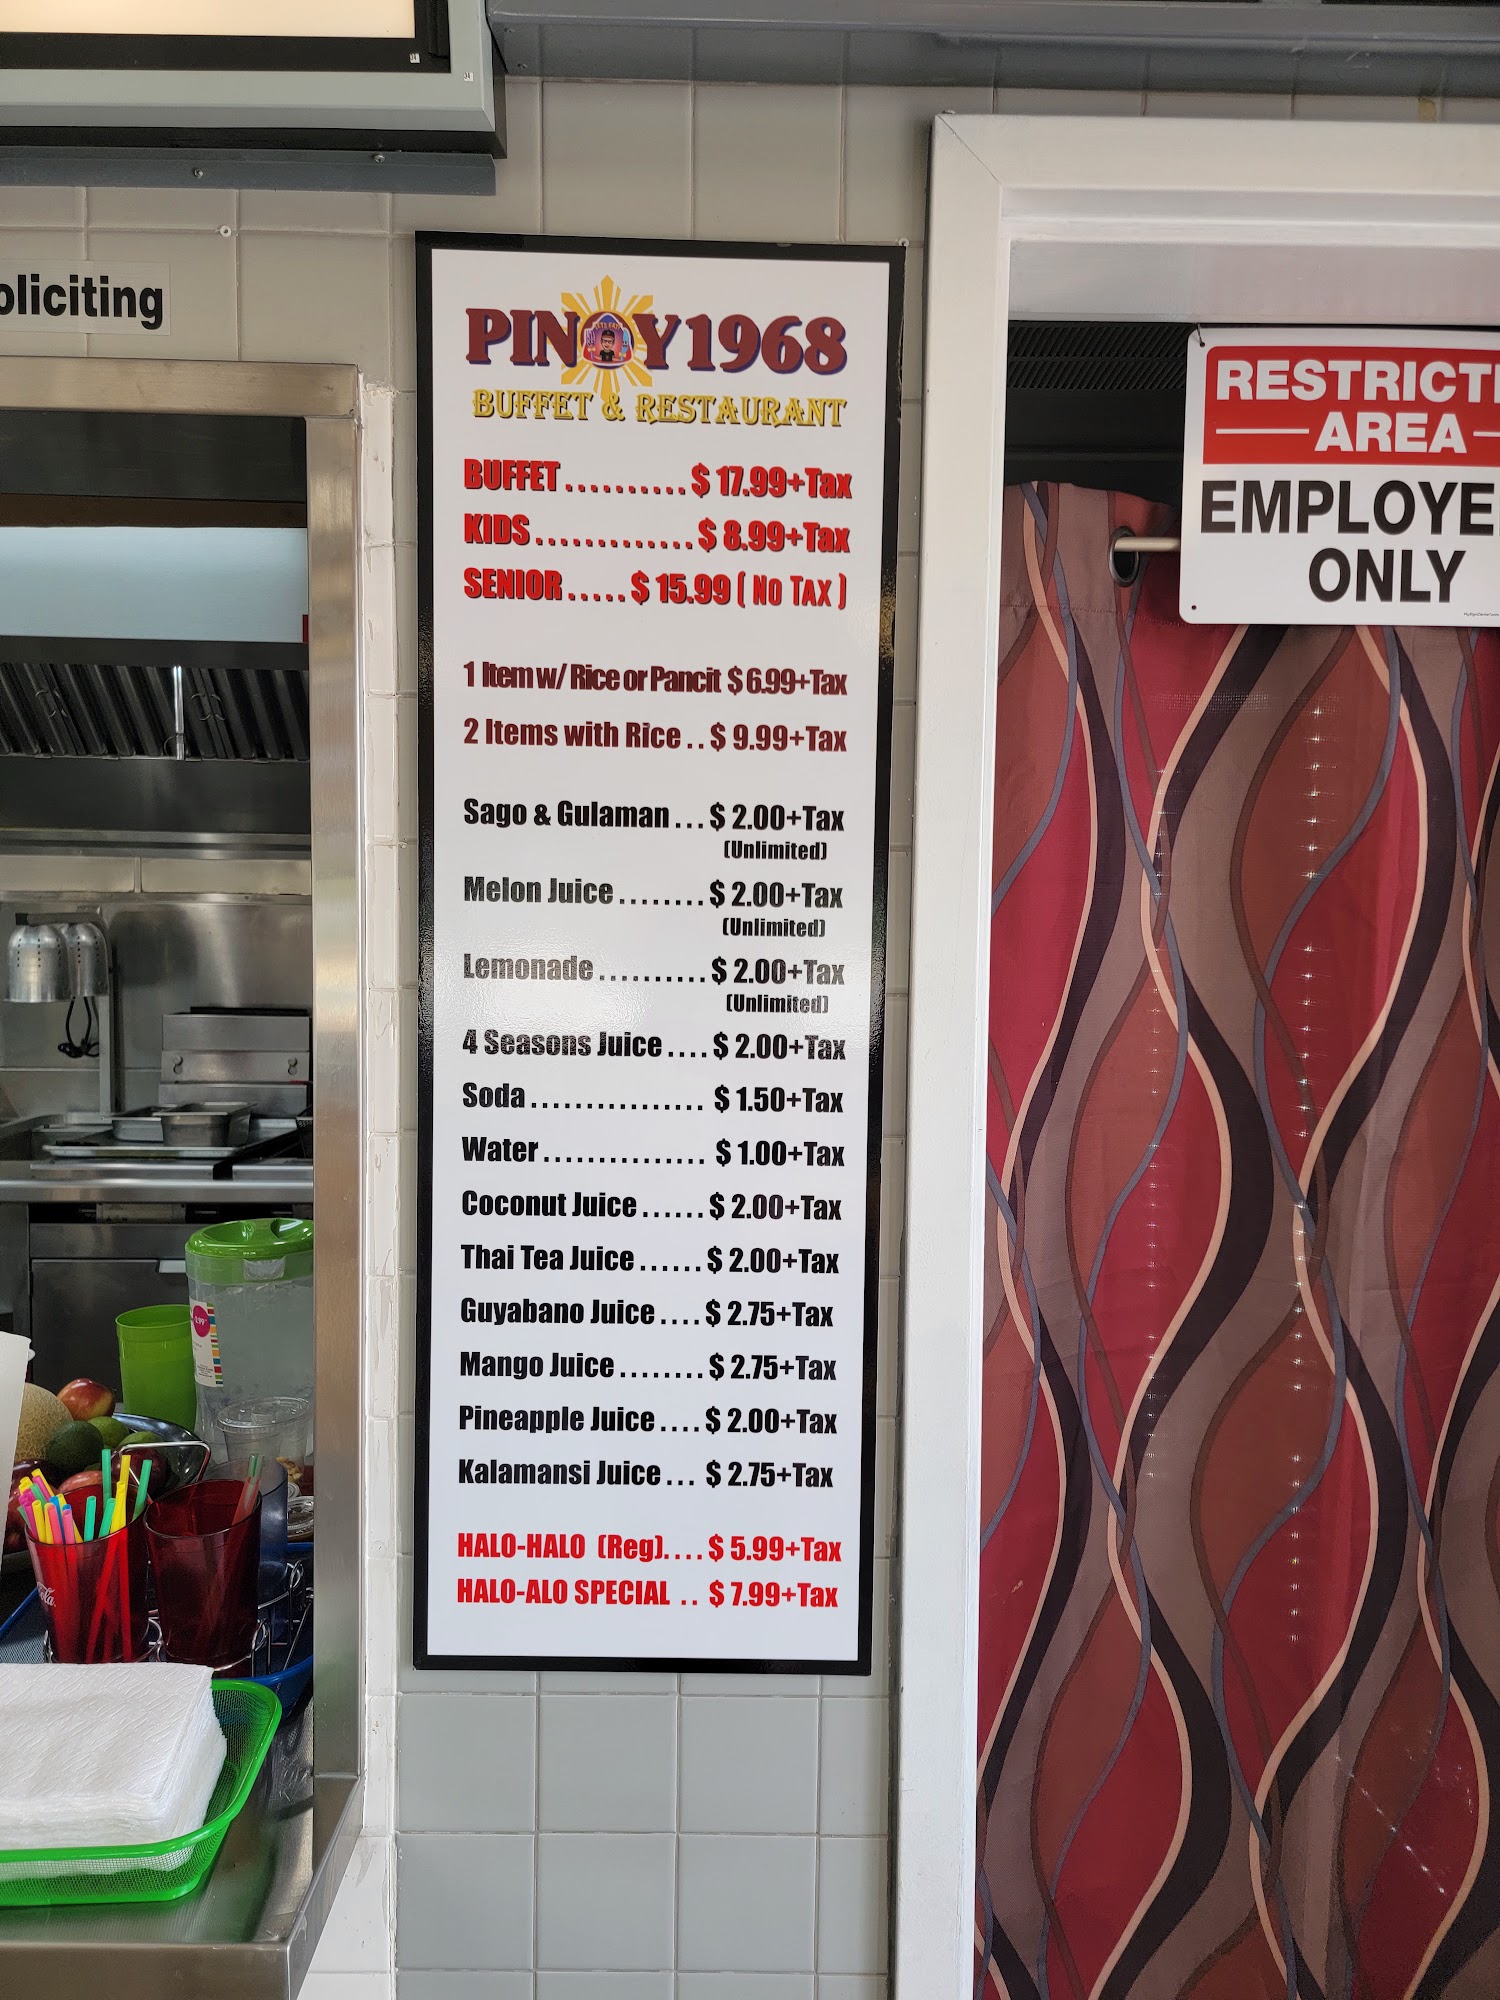 oliciting
PINOY1968
BUFFET & RESTAURANT
BUFFET..........$ 17.99+Tax
KIDS.............$ 8.99+Tax
SENIOR.....$ 15.99 ( NO TAX )
1 Item w/ Rice or Pancit $ 6.99+Tax
2 Items with Rice..$ 9.99+Tax
Sago & Gulaman...$ 2.00+Tax
(Unlimited)
Melon Juice........$ 2.00+Tax
(Unlimited)
Lemonade..........$ 2.00+Tax
(Unlimited)
4 Seasons Juice....$ 2.00+Tax
Soda................ $ 1.50+Tax
Water............... $ 1.00+Tax
Coconut Juice......$ 2.00+Tax
Thai Tea Juice......$ 2.00+Tax
Guyabano Juice....$ 2.75+Tax
Mango Juice........$ 2.75+Tax
Pineapple Juice....$ 2.00+Tax
Kalamansi Juice... $ 2.75+Tax
HALO-HALO (Reg)....$ 5.99+Tax
HALO-ALO SPECIAL .. $ 7.99+Tax
RESTRICT
AREA
EMPLOYE
ONLY